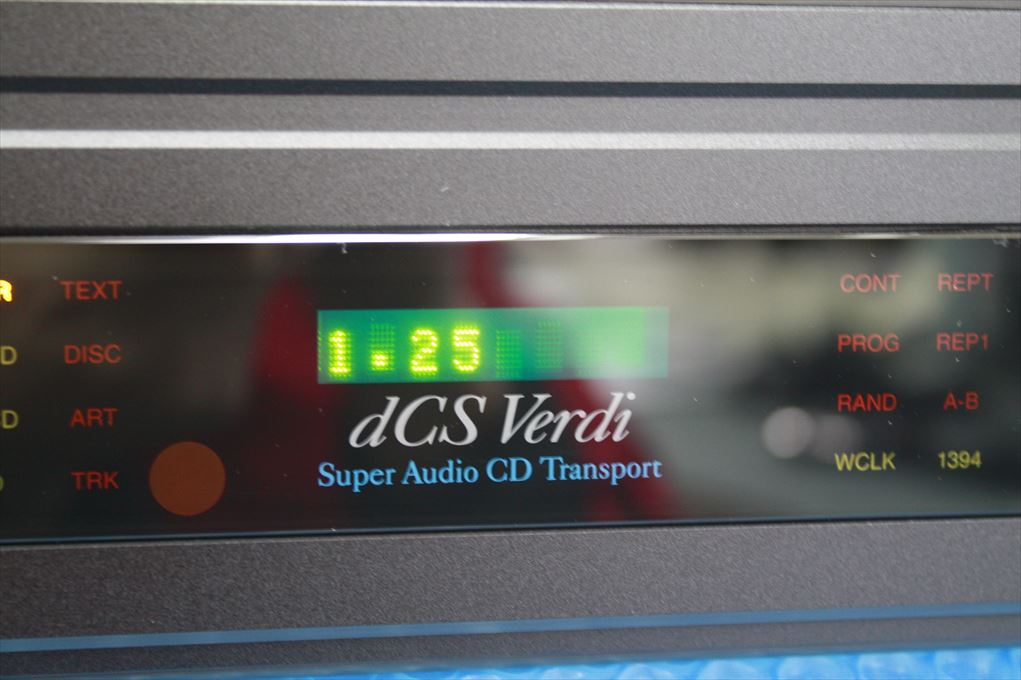 R TEXT CONT REPT
1.25
D DISC PROG REP1
dCS Verdi
D ART RAND A-B
Super Audio CD Transport
TRK WCLK 1394